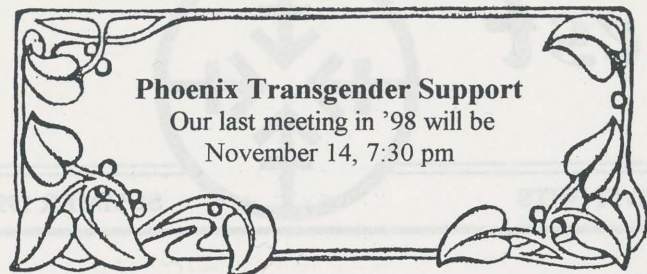 Phoenix Transgender Support
Our last meeting in '98 will be
November 14, 7:30 pm